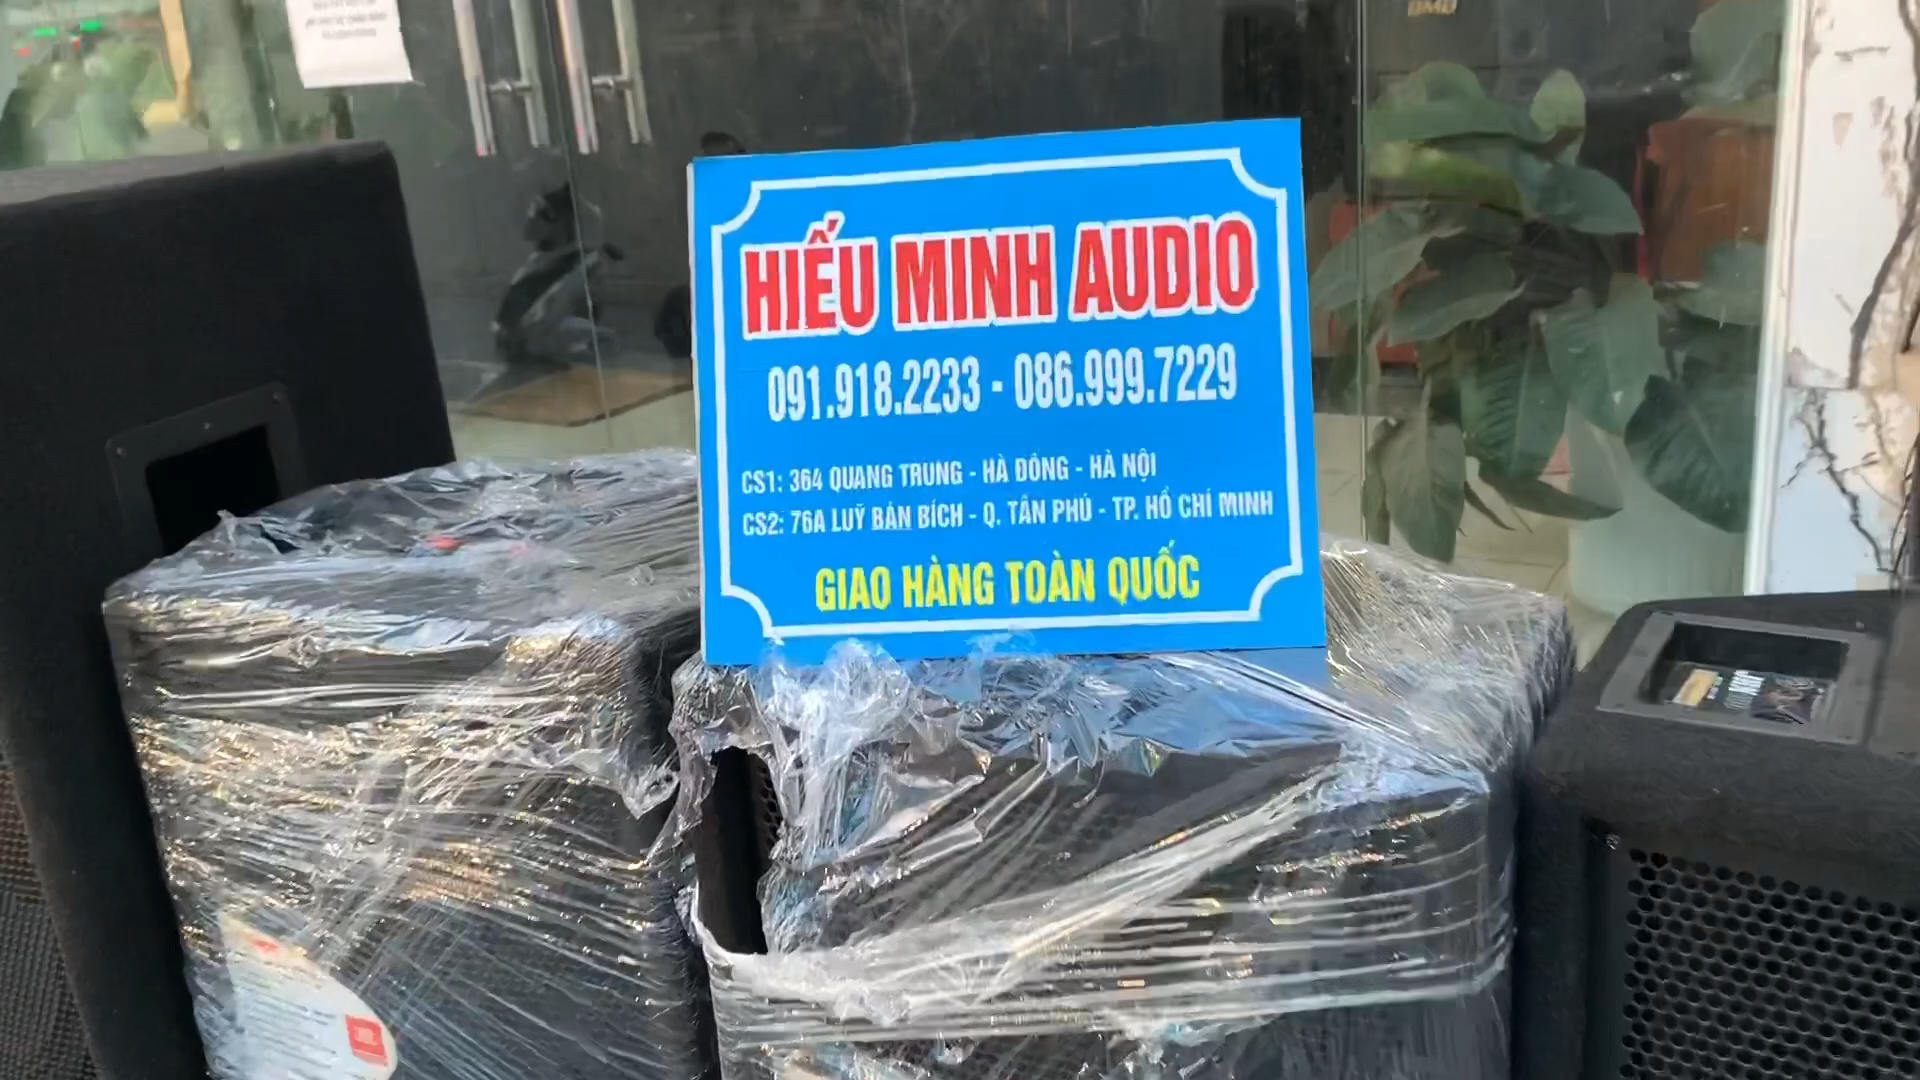 HIẾU MINH AUDIO
091.918.2233 - 086.999.7229
CS1: 364 QUANG TRUNG - HÀ ĐÔNG - HÀ NỘI
CS2: 76A LUỸ BÁN BÍCH - Q. TÂN PHÚ - TP. HỒ CHÍ MINH
GIAO HÀNG TOÀN QUỐC